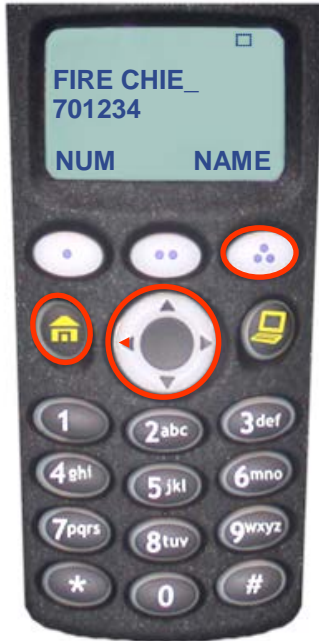 FIRE CHIE_
701234
NUM NAME
1 2abc 3def
4ghi 5jkl 6mno
7pqrs 8tuv 9wxyz
* 0 #